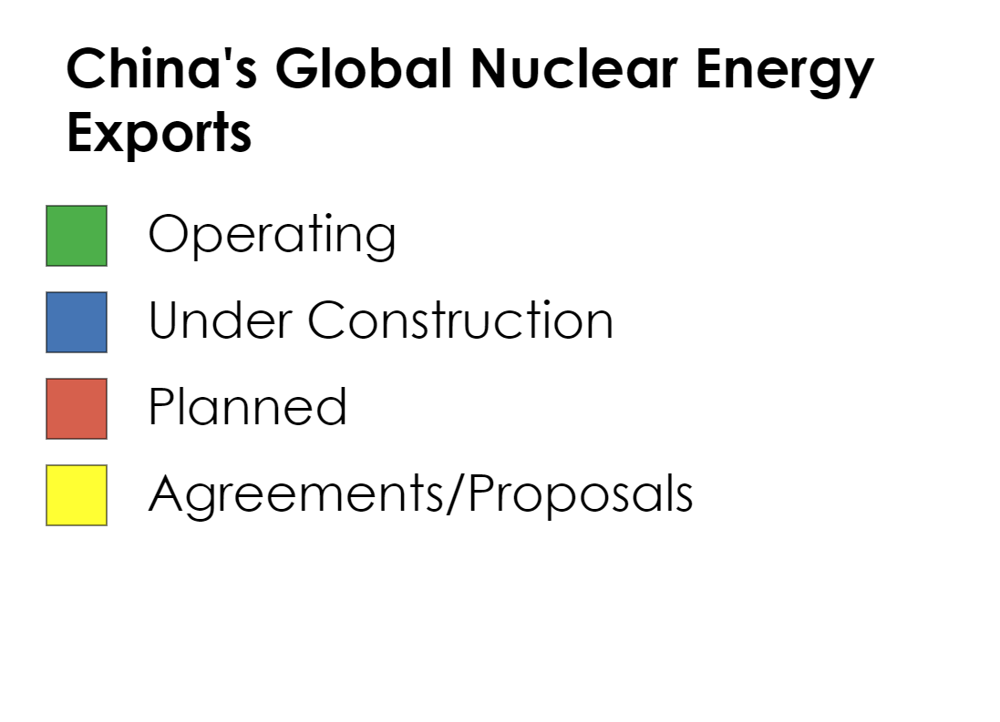 China's Global Nuclear Energy
Exports
Operating
Under Construction
Planned
Agreements/Proposals